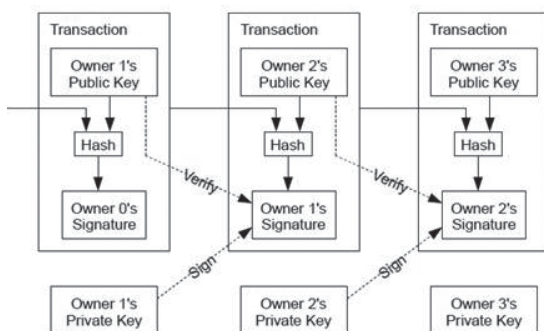 Transaction
Owner 1's
Public Key
Hash
Owner 0's
Signature
Transaction
Owner 2's
Public Key
Hash
Verify
Owner 1's
Signature
Transaction
Owner 3's
Public Key
Hash
Verify
Owner 2's
Signature
Owner 1's
Private Key
Sign
Owner 2's
Private Key
Sign
Owner 3's
Private Key